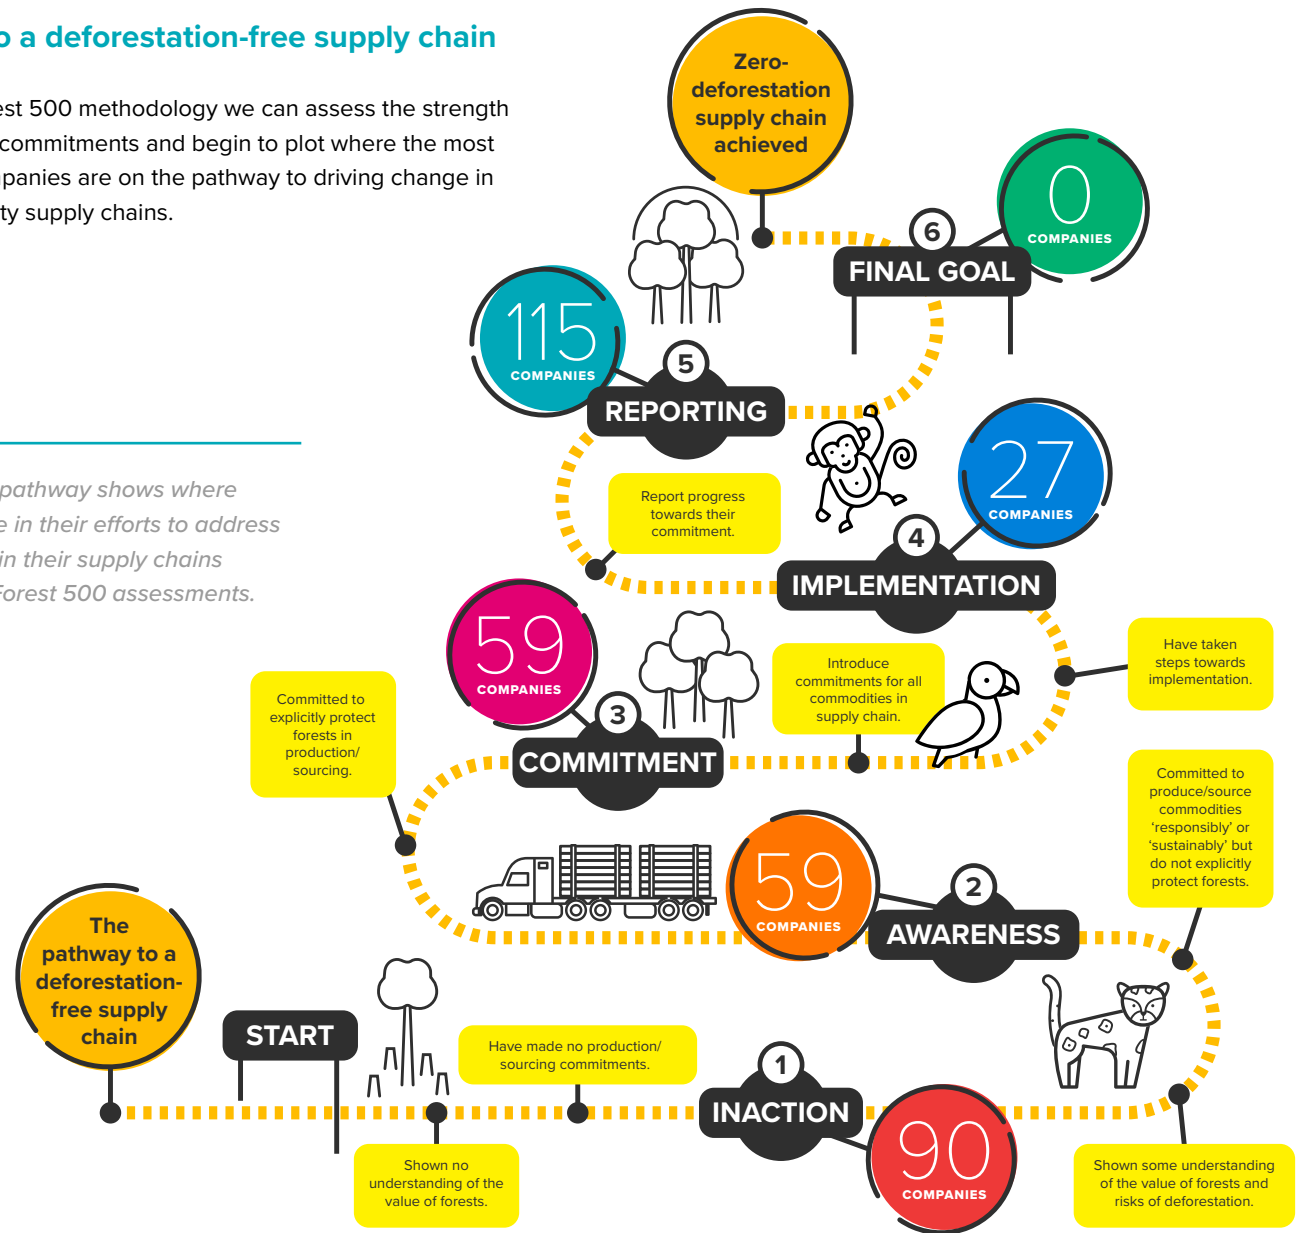 o a deforestation-free supply chain
est 500 methodology we can assess the strength
commitments and begin to plot where the most
mpanies are on the pathway to driving change in
ty supply chains.
pathway shows where
e in their efforts to address
in their supply chains
Forest 500 assessments.
Zero-
deforestation
supply chain
achieved
0
COMPANIES
6
FINAL GOAL
115
COMPANIES
5
REPORTING
Report progress
towards their
commitment.
27
COMPANIES
4
IMPLEMENTATION
Have taken
steps towards
implementation.
59
COMPANIES
3
COMMITMENT
Introduce
commitments for all
commodities in
supply chain.
Committed to
explicitly protect
forests in
production/
sourcing.
Committed to
produce/source
commodities
‘responsibly’ or
‘sustainably’ but
do not explicitly
protect forests.
59
COMPANIES
2
AWARENESS
The
pathway to a
deforestation-
free supply
chain
START
Have made no production/
sourcing commitments.
1
INACTION
90
COMPANIES
Shown no
understanding of the
value of forests.
Shown some understanding
of the value of forests and
risks of deforestation.